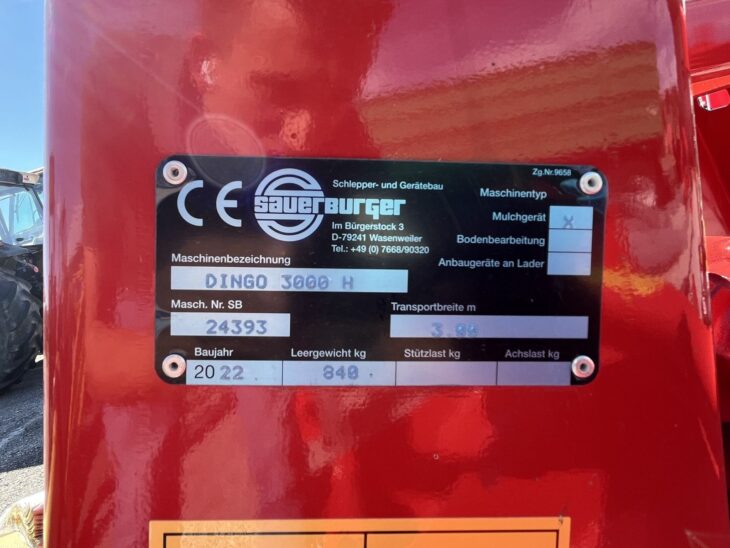 Zg.Nr.9658
CE
SAUERBURGER
Schlepper- und Gerätebau
Im Bürgerstock 3
D-79241 Wasenweiler
Tel.: +49 (0) 7668/90320
Maschinentyp
Mulchgerät X
Bodenbearbeitung
Anbaugeräte an Lader
Maschinenbezeichnung
DINGO 3000 H
Masch. Nr. SB
24393
Transportbreite m
3.00
Baujahr Leergewicht kg Stützlast kg Achslast kg
20 22 840